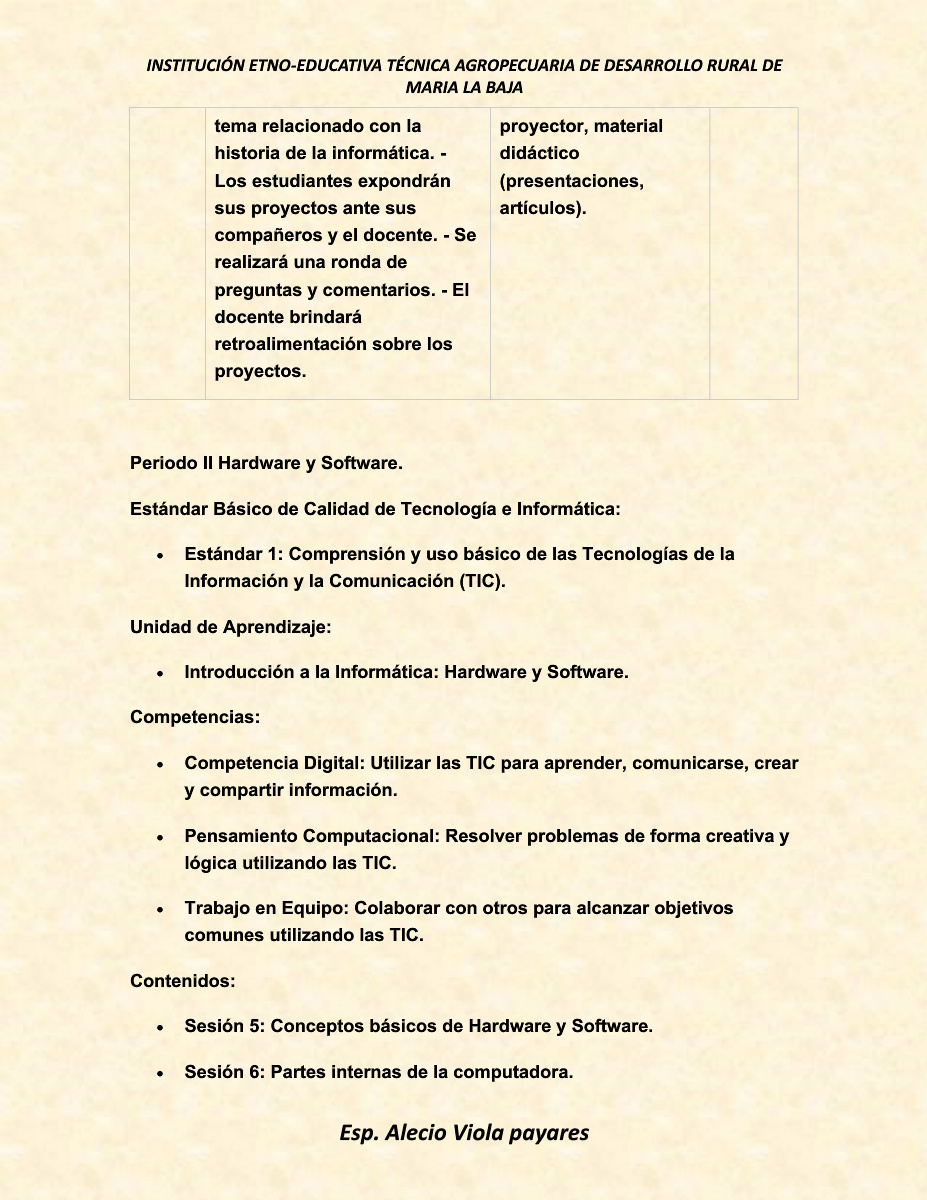 INSTITUCIÓN ETNO-EDUCATIVA TÉCNICA AGROPECUARIA DE DESARROLLO RURAL DE
MARIA LA BAJA
tema relacionado con la
historia de la informática. -
Los estudiantes expondrán
sus proyectos ante sus
compañeros y el docente. - Se
realizará una ronda de
preguntas y comentarios. - El
docente brindará
retroalimentación sobre los
proyectos.
proyector, material
didáctico
(presentaciones,
artículos).
Periodo II Hardware y Software.
Estándar Básico de Calidad de Tecnología e Informática:
• Estándar 1: Comprensión y uso básico de las Tecnologías de la
Información y la Comunicación (TIC).
Unidad de Aprendizaje:
• Introducción a la Informática: Hardware y Software.
Competencias:
• Competencia Digital: Utilizar las TIC para aprender, comunicarse, crear
y compartir información.
• Pensamiento Computacional: Resolver problemas de forma creativa y
lógica utilizando las TIC.
• Trabajo en Equipo: Colaborar con otros para alcanzar objetivos
comunes utilizando las TIC.
Contenidos:
• Sesión 5: Conceptos básicos de Hardware y Software.
• Sesión 6: Partes internas de la computadora.
Esp. Alecio Viola payares